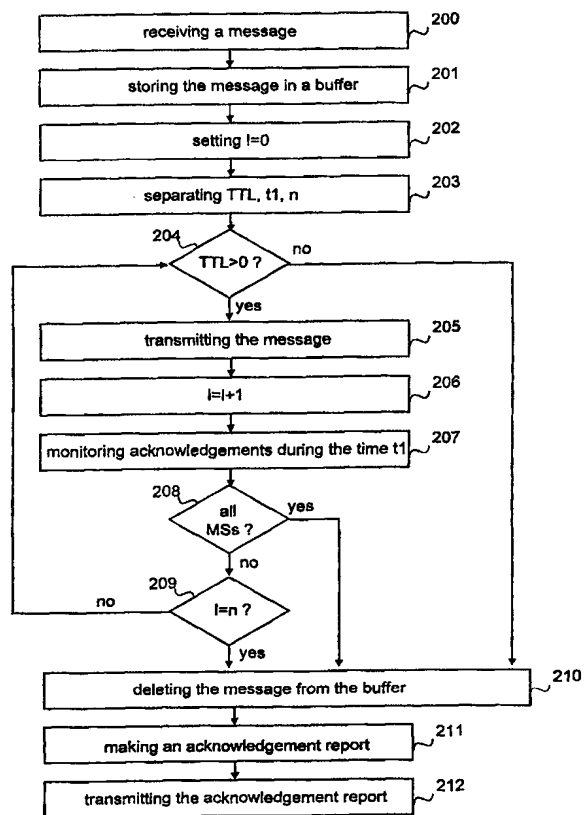 receiving a message
200
storing the message in a buffer
201
setting I=0
202
separating TTL, t1, n
203
204
TTL>0 ?
no
yes
transmitting the message
205
I=I+1
206
monitoring acknowledgements during the time t1
207
208
all
MSs ?
yes
no
209
I=n ?
no
yes
deleting the message from the buffer
210
making an acknowledgement report
211
transmitting the acknowledgement report
212